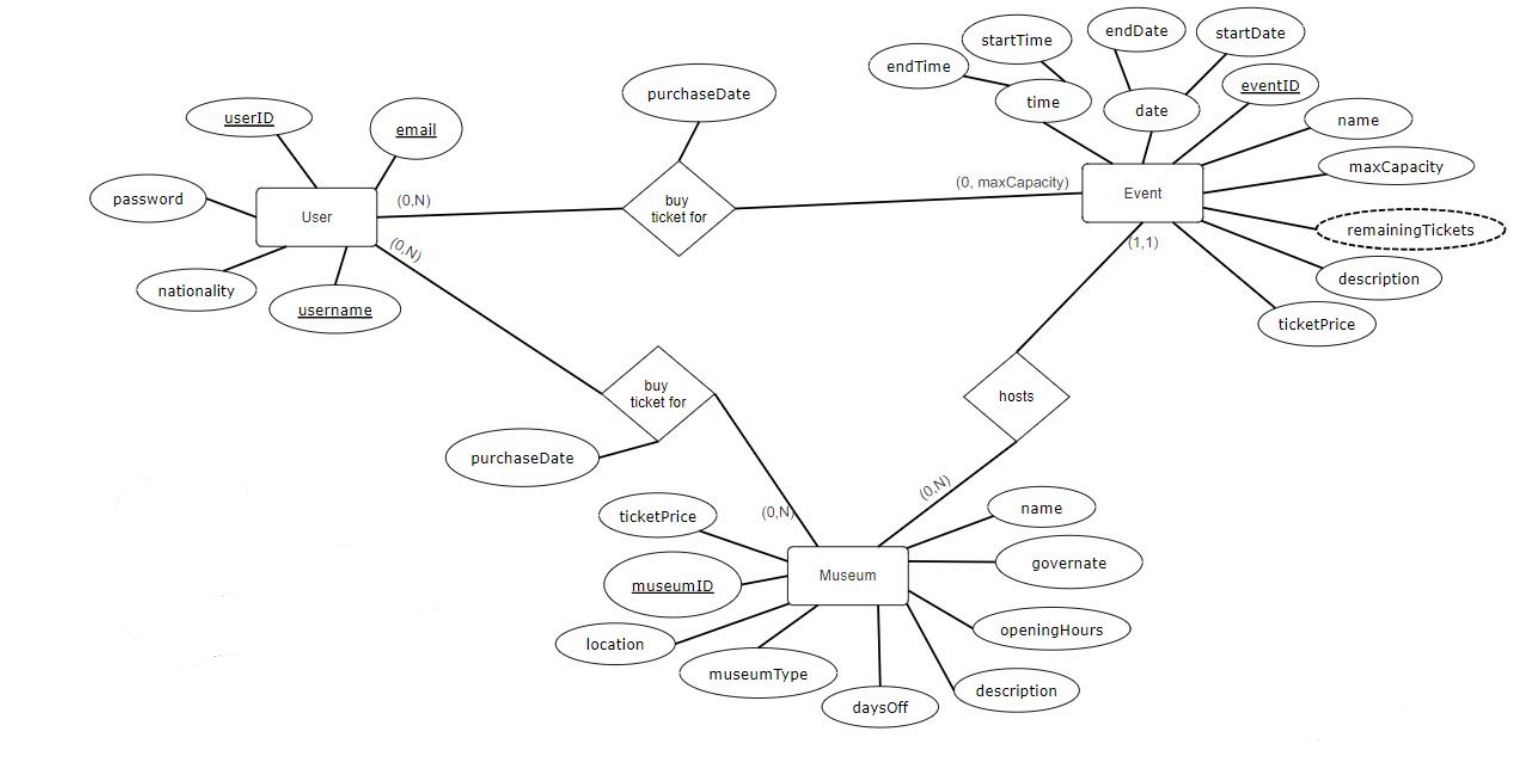 endDate
startDate
startTime
endTime
eventID
purchaseDate
time
date
userID
email
name
maxCapacity
password
(0,N)
(0, maxCapacity)
User
buy
ticket for
Event
remainingTickets
(0,N)
(1,1)
nationality
username
description
ticketPrice
buy
ticket for
hosts
purchaseDate
(0,N)
(0,N)
ticketPrice
name
museumID
Museum
governate
location
openingHours
museumType
daysOff
description